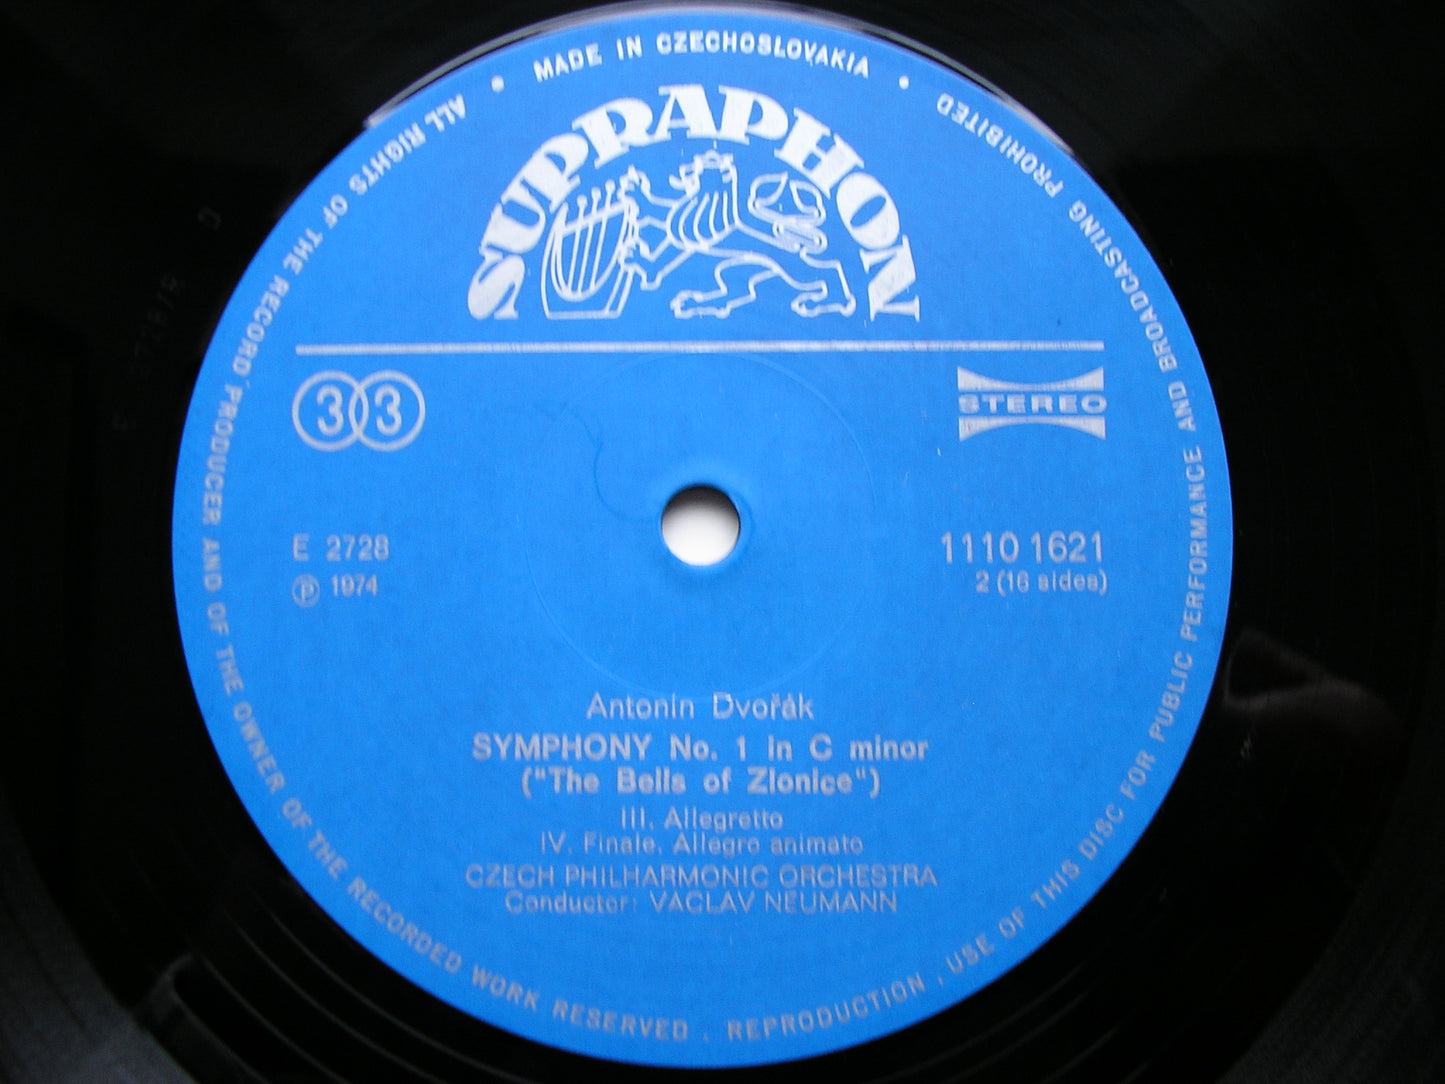 MADE IN CZECHOSLOVAKIA
SUPRAPHON
33
STEREO
E 2728
1110 1621
Ⓟ 1974
2 (16 sides)
Antonín Dvořák
SYMPHONY No. 1 in C minor
("The Bells of Zlonice")
III. Allegretto
IV. Finale. Allegro animato
CZECH PHILHARMONIC ORCHESTRA
Conductor: VACLAV NEUMANN
ALL RIGHTS OF THE RECORD PRODUCER AND OF THE OWNER OF THE RECORDED WORK RESERVED . REPRODUCTION , USE OF THIS DISC FOR PUBLIC PERFORMANCE AND BROADCASTING PROHIBITED